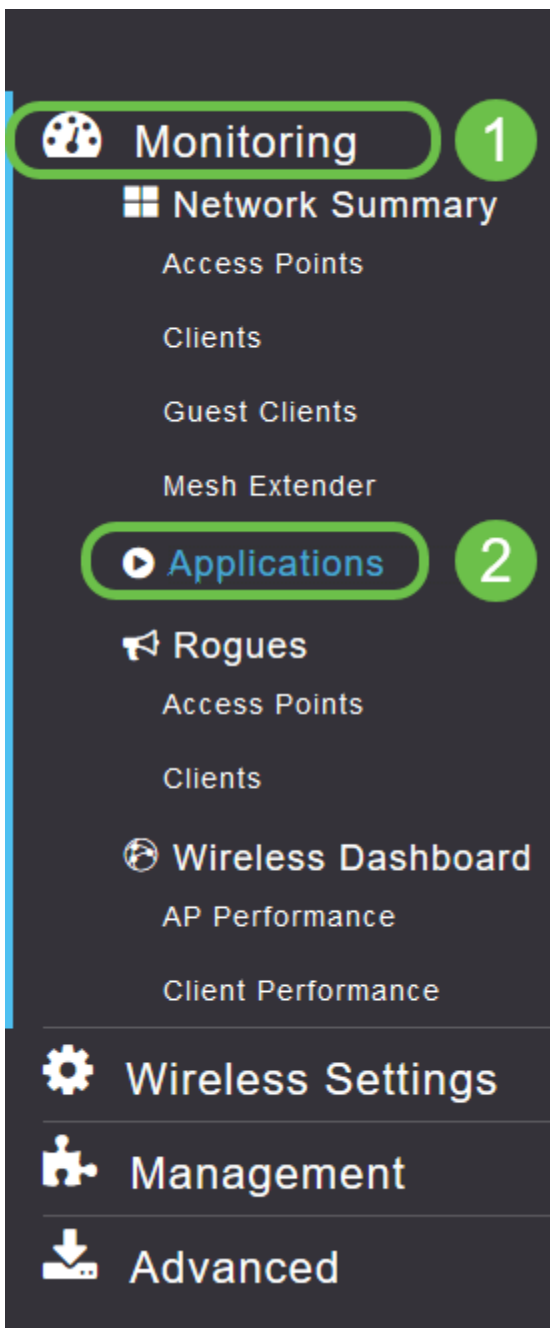 Monitoring 1
Network Summary
Access Points
Clients
Guest Clients
Mesh Extender
Applications 2
Rogues
Access Points
Clients
Wireless Dashboard
AP Performance
Client Performance
Wireless Settings
Management
Advanced